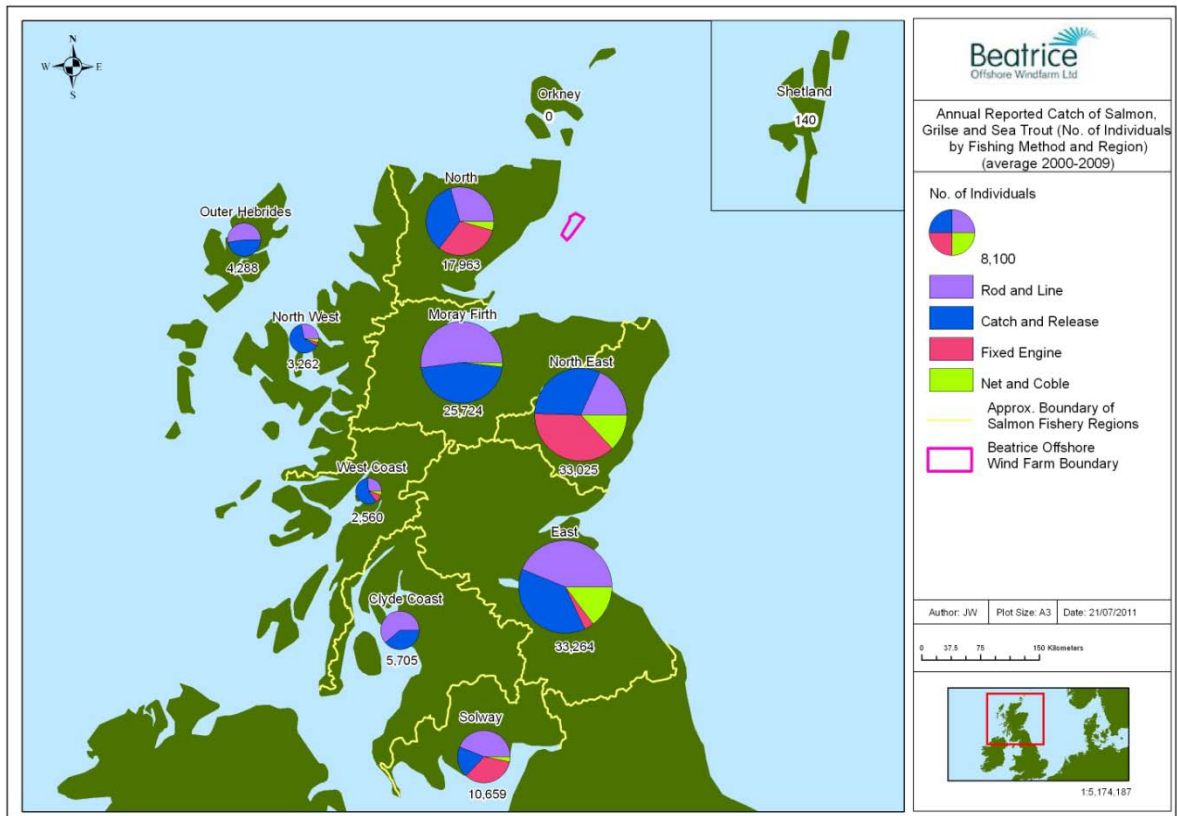 N
W
E
S
Orkney
0
Shetland
140
North
17,963
Outer Hebrides
4,288
North West
3,262
Moray Firth
25,724
North East
33,025
West Coast
2,560
East
33,264
Clyde Coast
5,705
Solway
10,659
Beatrice
Offshore Windfarm Ltd
Annual Reported Catch of Salmon,
Grilse and Sea Trout (No. of Individuals
by Fishing Method and Region)
(average 2000-2009)
No. of Individuals
8,100
Rod and Line
Catch and Release
Fixed Engine
Net and Coble
Approx. Boundary of
Salmon Fishery Regions
Beatrice Offshore
Wind Farm Boundary
Author: JW
Plot Size: A3
Date: 21/07/2011
0 37.5 75 150 Kilometers
1:5,174,187